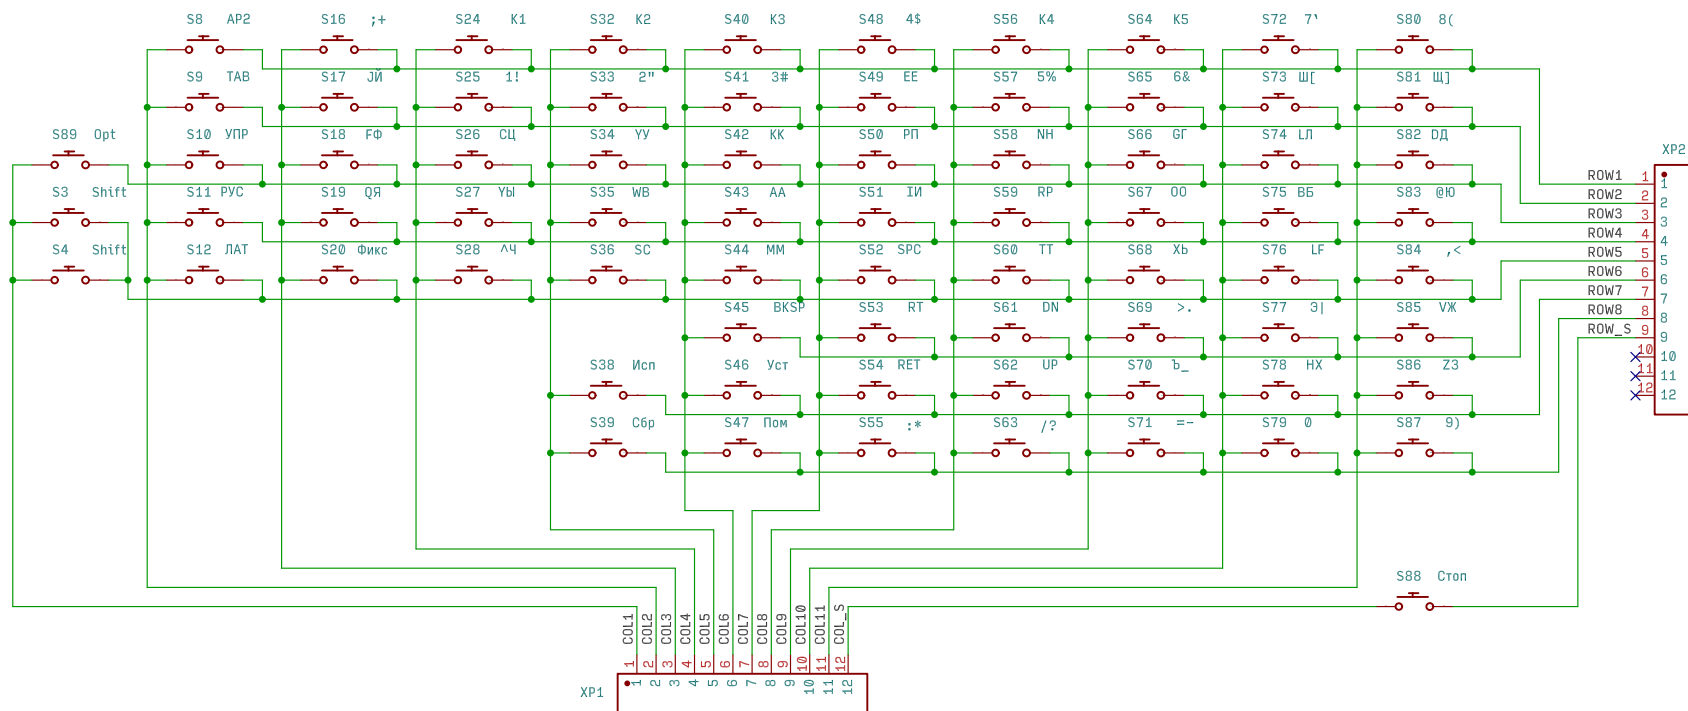 S8 АР2 S16 ;+ S24 К1 S32 К2 S40 К3 S48 4$ S56 К4 S64 К5 S72 7' S80 8(
S9 ТАВ S17 JЙ S25 1! S33 2" S41 3# S49 ЕЕ S57 5% S65 6& S73 Ш[ S81 Щ]
S89 Opt S10 УПР S18 FФ S26 СЦ S34 YУ S42 КК S50 РП S58 NН S66 GГ S74 LЛ S82 DД
XP2
S3 Shift S11 РУС S19 QЯ S27 YЫ S35 WВ S43 АА S51 IИ S59 RР S67 ОО S75 ВБ S83 @Ю
S4 Shift S12 ЛАТ S20 Фикс S28 ^Ч S36 SС S44 ММ S52 SPC S60 ТТ S68 ХЬ S76 LF S84 ,<
S45 BKSP S53 RT S61 DN S69 >. S77 Э| S85 VЖ
S38 Исп S46 Уст S54 RET S62 UP S70 Ъ_ S78 НХ S86 ZЗ
S39 Сбр S47 Пом S55 :* S63 /? S71 =- S79 0 S87 9)
ROW1 1 1
ROW2 2 2
ROW3 3 3
ROW4 4 4
ROW5 5 5
ROW6 6 6
ROW7 7 7
ROW8 8 8
ROW_S 9 9
10 10
11 11
12 12
S88 Стоп
COL1 1 1
COL2 2 2
COL3 3 3
COL4 4 4
COL5 5 5
COL6 6 6
COL7 7 7
COL8 8 8
COL9 9 9
COL10 10 10
COL11 11 11
COL_S 12 12
XP1